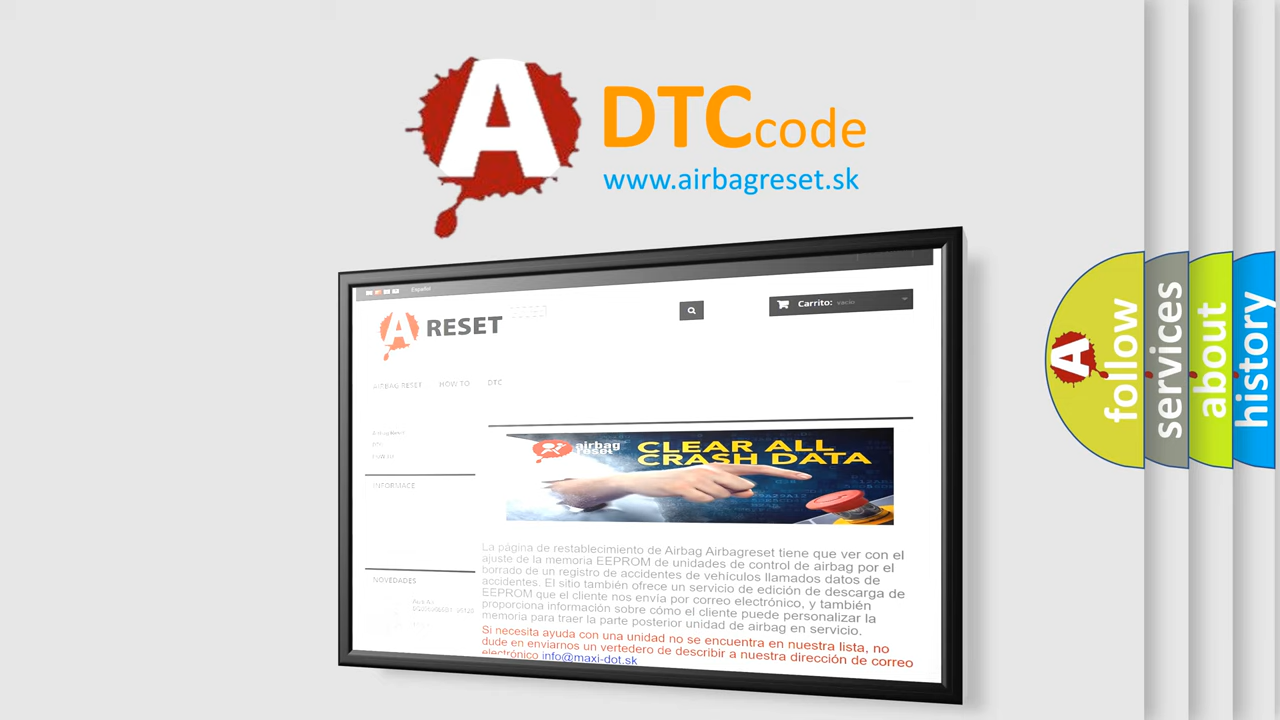 A
DTCcode
www.airbagreset.sk
Español
A RESET
Carrito: vacío
AIRBAG RESET HOW TO DTC
airbag
reset
CLEAR ALL
CRASH DATA
INFORMACE
NOVEDADES
La página de restablecimiento de Airbag Airbagreset tiene que ver con el
ajuste de la memoria EEPROM de unidades de control de airbag por el
borrado de un registro de accidentes de vehículos llamados datos de
accidentes. El sitio también ofrece un servicio de edición de descarga de
EEPROM que el cliente nos envía por correo electrónico, y también
proporciona información sobre cómo el cliente puede personalizar la
memoria para traer la parte posterior unidad de airbag en servicio.
Si necesita ayuda con una unidad no se encuentra en nuestra lista, no
dude en enviarnos un vertedero de describir a nuestra dirección de correo
electrónico info@maxi-dot.sk
A
follow
services
about
history